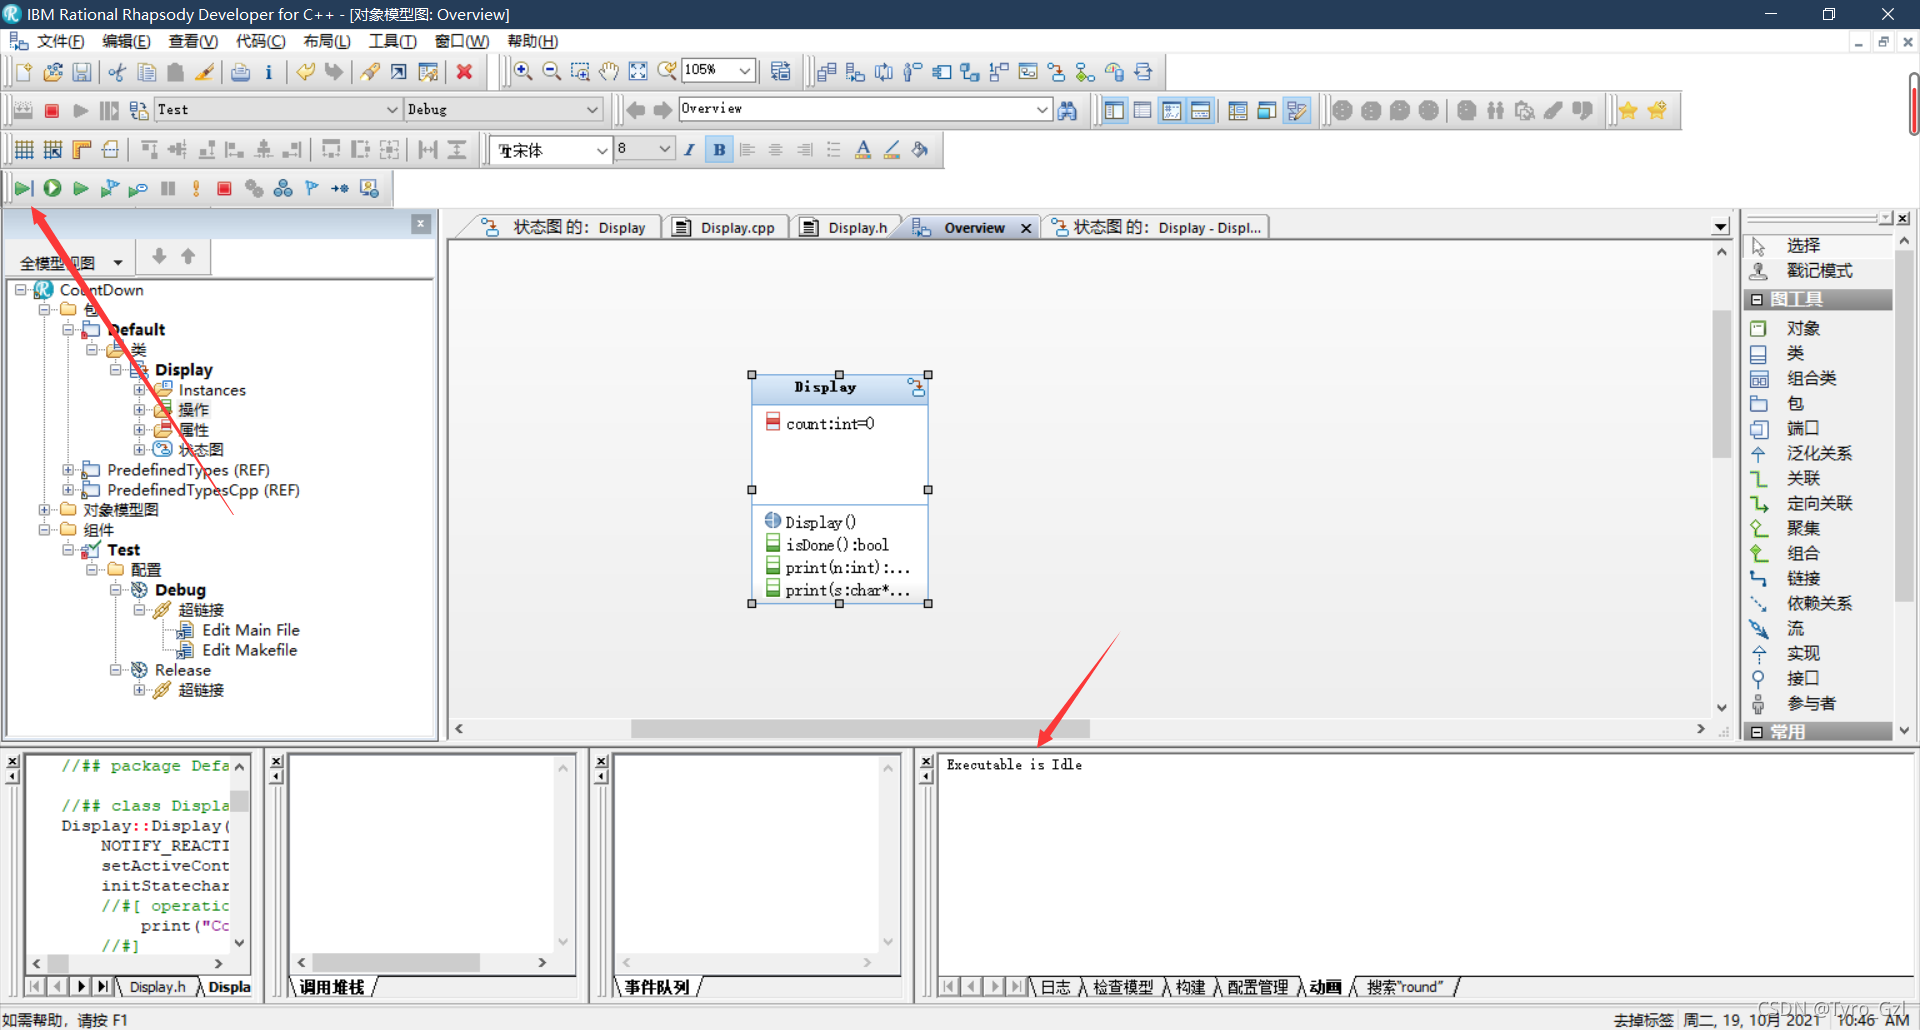 IBM Rational Rhapsody Developer for C++ - [对象模型图: Overview]
文件(F) 编辑(E) 查看(V) 代码(C) 布局(L) 工具(T) 窗口(W) 帮助(H)
105%
Test Debug Overview
宋体 8 I B
状态图 的: Display Display.cpp Display.h Overview 状态图 的: Display - Displ...
全模型视图
CountDown
包
Default
类
Display
Instances
操作
属性
状态图
PredefinedTypes (REF)
PredefinedTypesCpp (REF)
对象模型图
组件
Test
配置
Debug
超链接
Edit Main File
Edit Makefile
Release
超链接
Display
count:int=0
Display()
isDone():bool
print(n:int):...
print(s:char*...
选择
戳记模式
图工具
对象
类
组合类
包
端口
泛化关系
关联
定向关联
聚集
组合
链接
依赖关系
流
实现
接口
参与者
常用
//## package Defa
//## class Displa
Display::Display(
NOTIFY_REACTI
setActiveCont
initStatechar
//#[ operatic
print("Co
//#]
Display.h Displa
调用堆栈
事件队列
Executable is Idle
日志 检查模型 构建 配置管理 动画 搜索"round"
如需帮助，请按 F1
去掉标签 周二, 19, 10月 2021 10:46 AM
CSDN @Tyro_Gzl